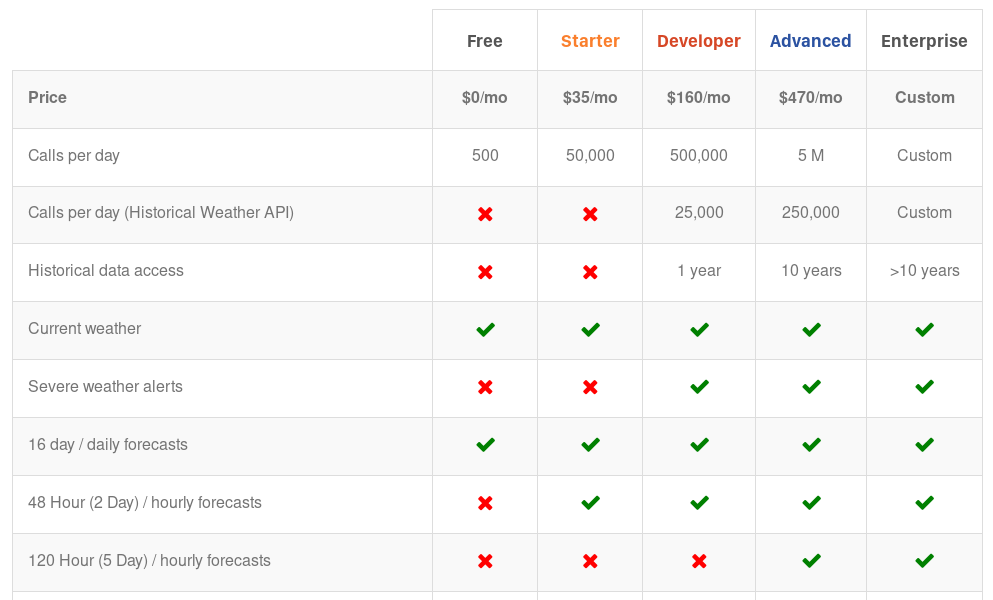 Free Starter Developer Advanced Enterprise
Price $0/mo $35/mo $160/mo $470/mo Custom
Calls per day 500 50,000 500,000 5 M Custom
Calls per day (Historical Weather API) 25,000 250,000 Custom
Historical data access 1 year 10 years >10 years
Current weather
Severe weather alerts
16 day / daily forecasts
48 Hour (2 Day) / hourly forecasts
120 Hour (5 Day) / hourly forecasts